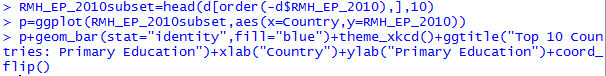 > RMH_EP_2010subset=head(d[order(-d$RMH_EP_2010),],10)
> p=ggplot(RMH_EP_2010subset,aes(x=Country,y=RMH_EP_2010))
> p+geom_bar(stat="identity",fill="blue")+theme_xkcd()+ggtitle("Top 10 Coun
tries: Primary Education")+xlab("Country")+ylab("Primary Education")+coord_
flip()